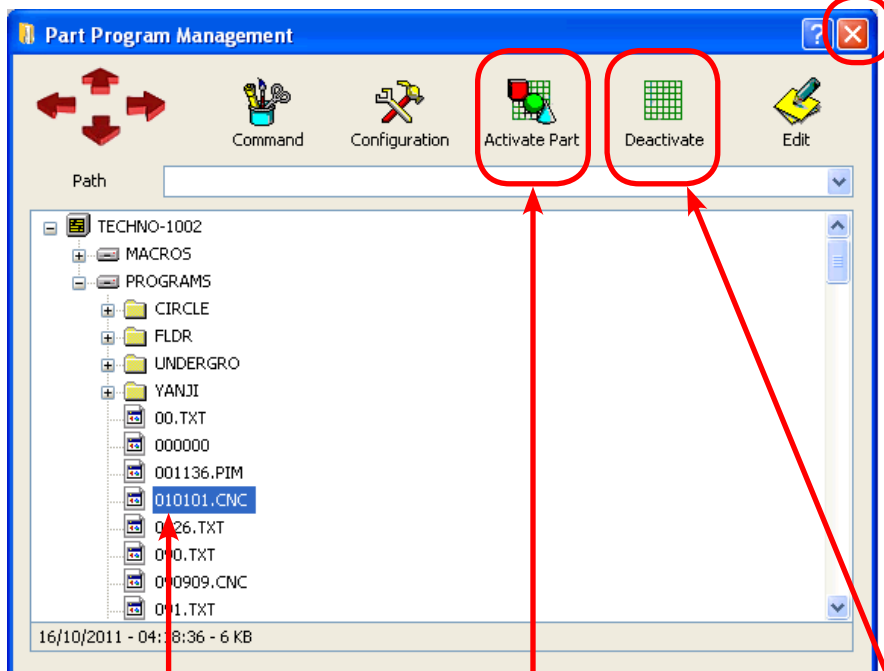 Part Program Management
?
Command
Configuration
Activate Part
Deactivate
Edit
Path
TECHNO-1002
MACROS
PROGRAMS
CIRCLE
FLDR
UNDERGRO
YANJI
00.TXT
000000
001136.PIM
010101.CNC
090909.CNC
16/10/2011 - 04:18:36 - 6 KB